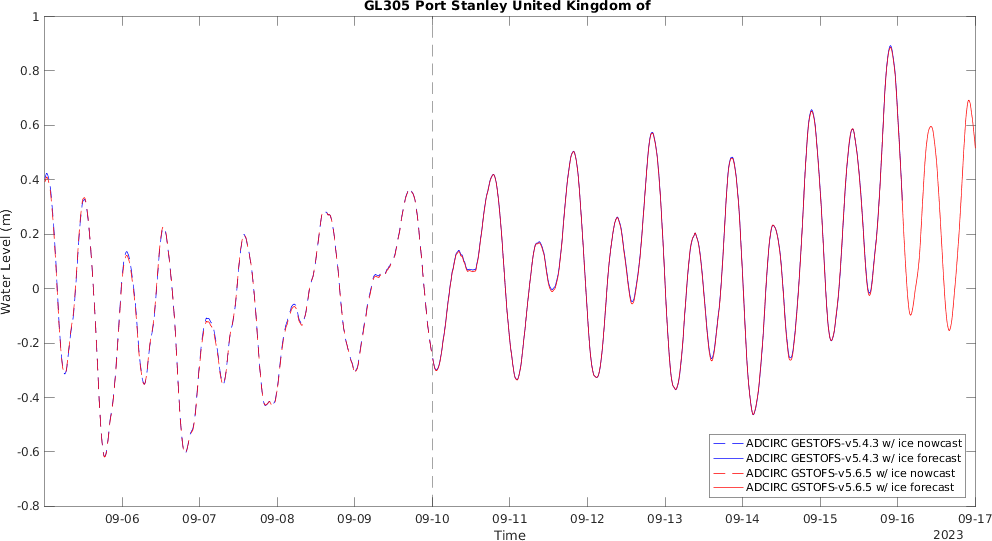 GL305 Port Stanley United Kingdom of
1
0.8
0.6
0.4
0.2
0
-0.2
-0.4
-0.6
-0.8
Water Level (m)
ADCIRC GESTOFS-v5.4.3 w/ ice nowcast
ADCIRC GESTOFS-v5.4.3 w/ ice forecast
ADCIRC GSTOFS-v5.6.5 w/ ice nowcast
ADCIRC GSTOFS-v5.6.5 w/ ice forecast
09-06 09-07 09-08 09-09 09-10 09-11 09-12 09-13 09-14 09-15 09-16 09-17
Time
2023